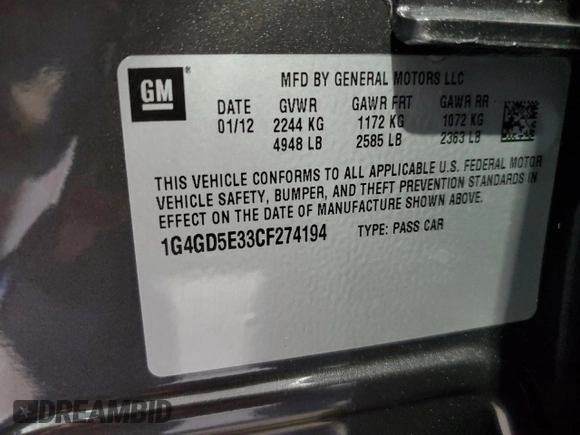 GM
MFD BY GENERAL MOTORS LLC
DATE GVWR GAWR FRT GAWR RR
01/12 2244 KG 1172 KG 1072 KG
4948 LB 2585 LB 2363 LB
THIS VEHICLE CONFORMS TO ALL APPLICABLE U.S. FEDERAL MOTOR
VEHICLE SAFETY, BUMPER, AND THEFT PREVENTION STANDARDS IN
EFFECT ON THE DATE OF MANUFACTURE SHOWN ABOVE.
1G4GD5E33CF274194 TYPE: PASS CAR
DREAMBID